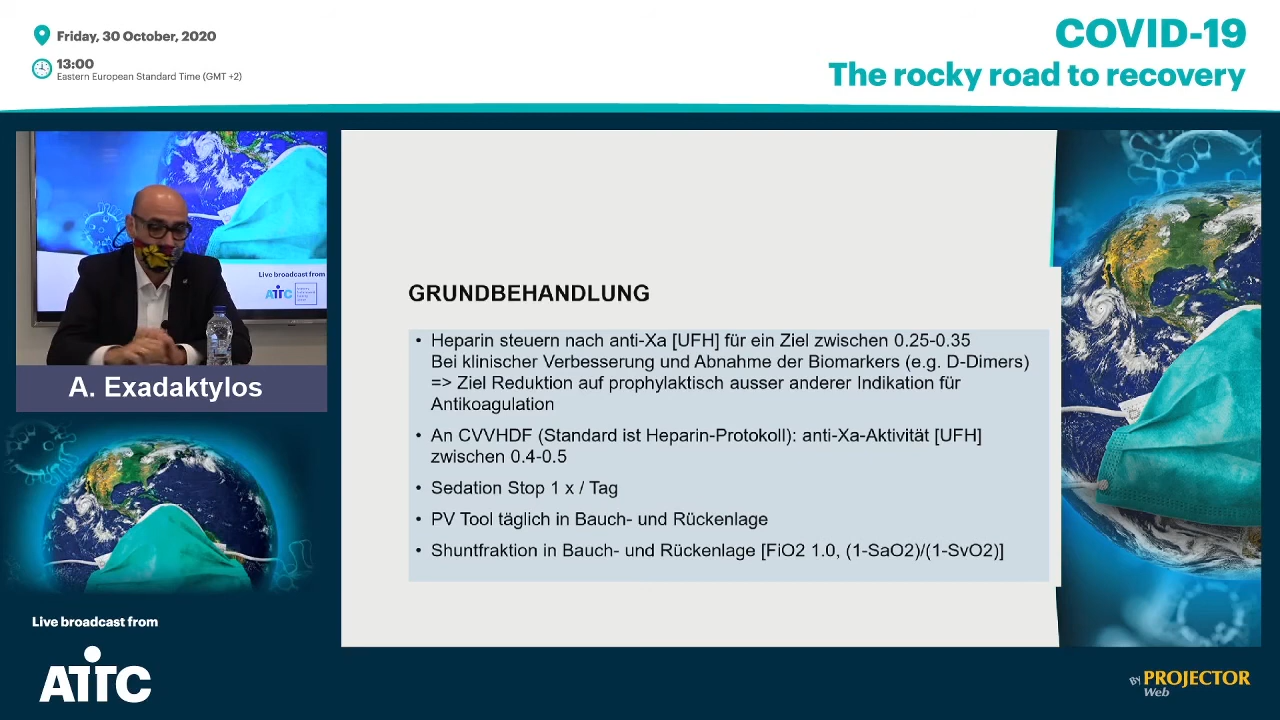 Friday, 30 October, 2020
13:00
Eastern European Standard Time (GMT +2)
COVID-19
The rocky road to recovery
Live broadcast from
ATTC
A. Exadaktylos
GRUNDBEHANDLUNG
• Heparin steuern nach anti-Xa [UFH] für ein Ziel zwischen 0.25-0.35
Bei klinischer Verbesserung und Abnahme der Biomarkers (e.g. D-Dimers)
=> Ziel Reduktion auf prophylaktisch ausser anderer Indikation für
Antikoagulation
• An CVVHDF (Standard ist Heparin-Protokoll): anti-Xa-Aktivität [UFH]
zwischen 0.4-0.5
• Sedation Stop 1 x / Tag
• PV Tool täglich in Bauch- und Rückenlage
• Shuntfraktion in Bauch- und Rückenlage [FiO2 1.0, (1-SaO2)/(1-SvO2)]
Live broadcast from
ATTC
By PROJECTOR
Web